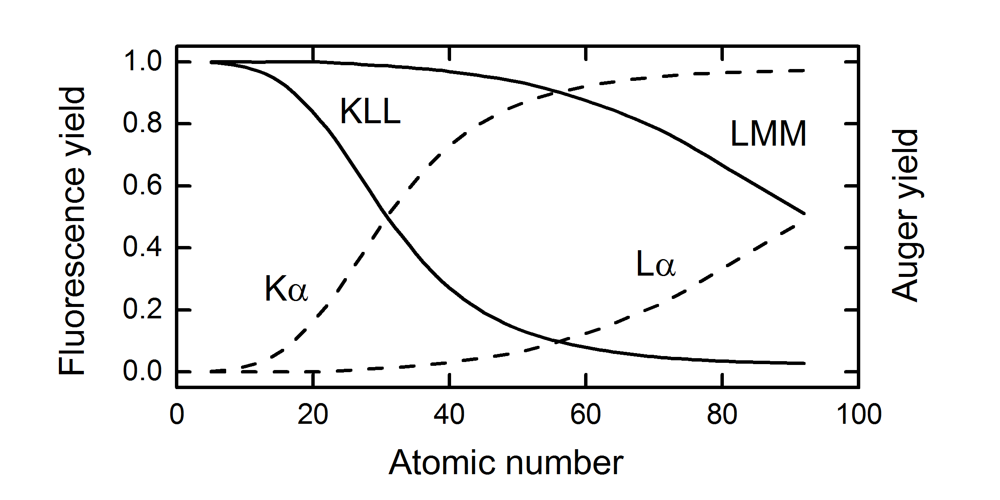 Fluorescence yield
1.0
0.8
0.6
0.4
0.2
0.0
KLL
LMM
Kα
Lα
Auger yield
0 20 40 60 80 100
Atomic number